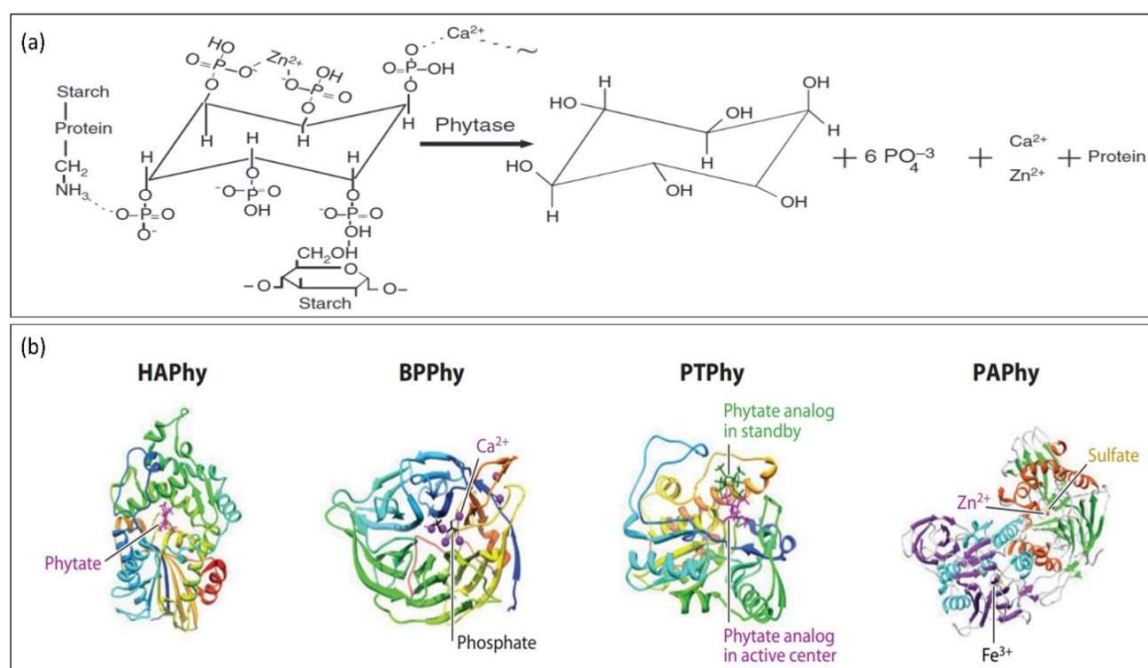 (a)
HO
O=P–O⁻
O
Zn²⁺
OH
⁻O–P=O
O
O
Ca²⁺
~
O=P–OH
O
Starch
Protein
CH₂
NH₃
H
H
H
H
H
H
O
⁻O–P=O
O⁻
O
⁻O–P=O
OH
O
⁻O–P=O
OH
CH₂OH
O
–O
O–
Starch
Phytase
H
HO
OH
OH
H
H
HO
OH
OH
H
+ 6 PO₄⁻³ +
Ca²⁺
Zn²⁺
+ Protein
(b)
HAPhy
BPPhy
PTPhy
PAPhy
Phytate
Ca²⁺
Phosphate
Phytate analog
in standby
Phytate analog
in active center
Sulfate
Zn²⁺
Fe³⁺